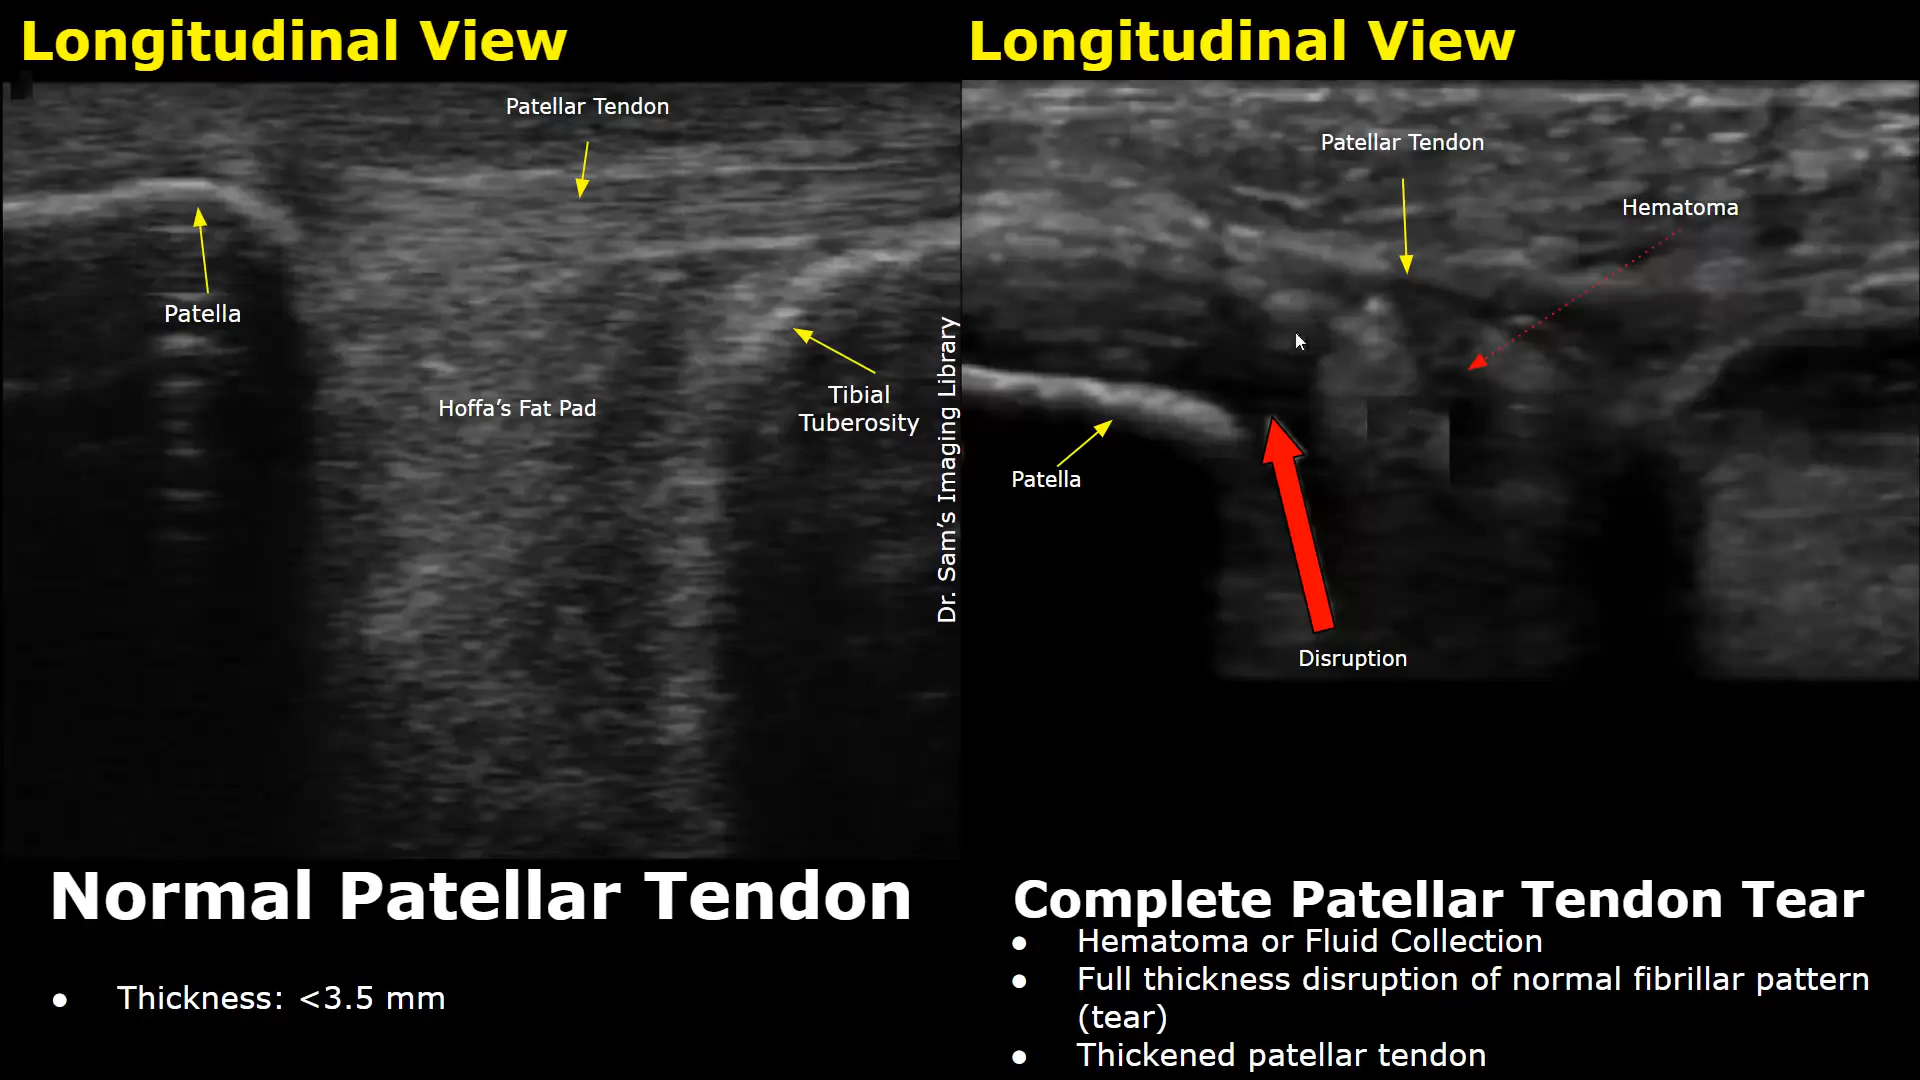 Longitudinal View
Patellar Tendon
Patella
Hoffa’s Fat Pad
Tibial
Tuberosity
Dr. Sam’s Imaging Library
Normal Patellar Tendon
● Thickness: <3.5 mm
Longitudinal View
Patellar Tendon
Hematoma
Patella
Disruption
Complete Patellar Tendon Tear
● Hematoma or Fluid Collection
● Full thickness disruption of normal fibrillar pattern
(tear)
● Thickened patellar tendon